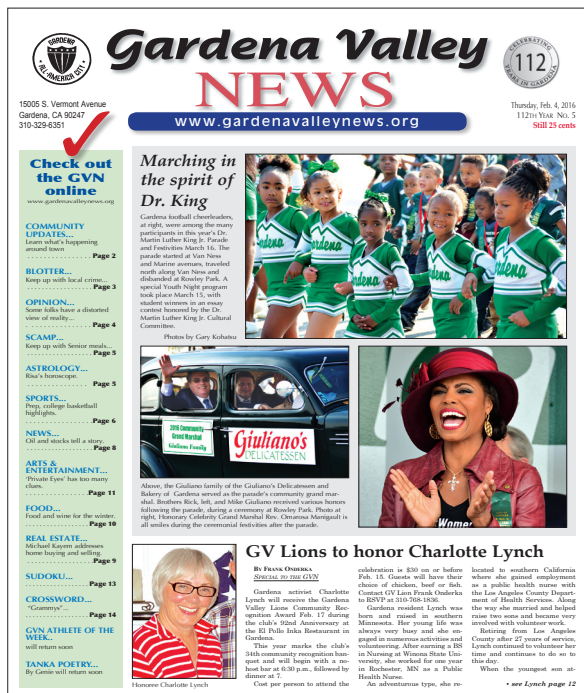 GARDENA
ALL-AMERICA CITY
Gardena Valley
NEWS
www.gardenavalleynews.org
CELEBRATING
112
YEARS IN GARDENA
15005 S. Vermont Avenue
Gardena, CA 90247
310-329-6351
Thursday, Feb. 4, 2016
112TH YEAR NO. 5
Still 25 cents
Check out
the GVN
online
www.gardenavalleynews.org
COMMUNITY
UPDATES...
Learn what's happening
around town
. . . . . . . . . . . . . . . . Page 2
BLOTTER...
Keep up with local crime...
. . . . . . . . . . . . . . . . Page 3
OPINION...
Some folks have a distorted
view of reality...
. . . . . . . . . . . . . . . . Page 4
SCAMP...
Keep up with Senior meals...
. . . . . . . . . . . . . . . . Page 5
ASTROLOGY...
Risa's horoscope.
. . . . . . . . . . . . . . . . Page 5
SPORTS...
Prep, college basketball
highlights.
. . . . . . . . . . . . . . . . Page 6
NEWS...
Oil and stocks tell a story.
. . . . . . . . . . . . . . . . Page 8
ARTS &
ENTERTAINMENT...
'Private Eyes' has too many
clues.
. . . . . . . . . . . . . . . Page 11
FOOD...
Food and wine for the winter.
. . . . . . . . . . . . . . . Page 10
REAL ESTATE...
Michael Kayem addresses
home buying and selling.
. . . . . . . . . . . . . . . . Page 9
SUDOKU...
. . . . . . . . . . . . . . . Page 13
CROSSWORD...
"Grammys"...
. . . . . . . . . . . . . . . Page 14
GVN ATHLETE OF THE
WEEK..
will return soon
TANKA POETRY...
By Genie will return soon
Marching in
the spirit of
Dr. King
Gardena football cheerleaders,
at right, were among the many
participants in this year's Dr.
Martin Luther King Jr. Parade
and Festivities March 16. The
parade started at Van Ness
and Marine avenues, traveled
north along Van Ness and
disbanded at Rowley Park. A
special Youth Night program
took place March 15, with
student winners in an essay
contest honored by the Dr.
Martin Luther King Jr. Cultural
Committee.
Photos by Gary Kohatsu
Gardena
Gardena
Gardena
2016 Community
Grand Marshal
Giuliano Family
Giuliano's
DELICATESSEN
Women
Above, the Giuliano family of the Giuliano's Delicatessen and
Bakery of Gardena served as the parade's community grand mar-
shal. Brothers Rick, left, and Mike Giuliano received various honors
following the parade, during a ceremony at Rowley Park. Photo at
right, Honorary Celebrity Grand Marshal Rev. Omarosa Manigault is
all smiles during the ceremonial festivities after the parade.
Honoree Charlotte Lynch
GV Lions to honor Charlotte Lynch
BY FRANK ONDERKA
SPECIAL TO THE GVN
Gardena activist Charlotte
Lynch will receive the Gardena
Valley Lions Community Rec-
ognition Award Feb. 17 during
the club's 92nd Anniversary at
the El Pollo Inka Restaurant in
Gardena.
This year marks the club's
34th community recognition ban-
quet and will begin with a no-
host bar at 6:30 p.m., followed by
dinner at 7.
Cost per person to attend the
celebration is $30 on or before
Feb. 15. Guests will have their
choice of chicken, beef or fish.
Contact GV Lion Frank Onderka
to RSVP at 310-768-1836.
Gardena resident Lynch was
born and raised in southern
Minnesota. Her young life was
always very busy and she en-
gaged in numerous activities and
volunteering. After earning a BS
in Nursing at Winona State Uni-
versity, she worked for one year
in Rochester, MN as a Public
Health Nurse.
An adventurous type, she re-
located to southern California
where she gained employment
as a public health nurse with
the Los Angeles County Depart-
ment of Health Services. Along
the way she married and helped
raise two sons and became very
involved with volunteer work.
Retiring from Los Angeles
County after 27 years of service,
Lynch continued to volunteer her
time and continues to do so to
this day.
When the youngest son at-
• see Lynch page 12